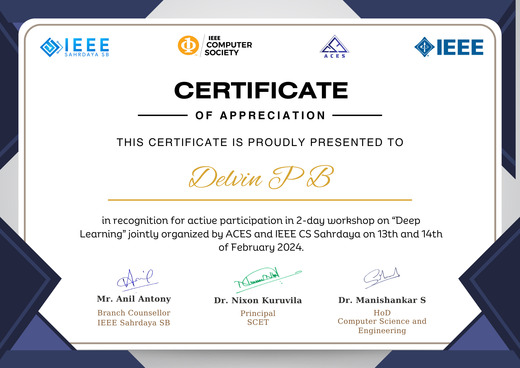 IEEE
SAHRDAYA SB
IEEE
COMPUTER
SOCIETY
ACES
IEEE
CERTIFICATE
OF APPRECIATION
THIS CERTIFICATE IS PROUDLY PRESENTED TO
Delvin P B
in recognition for active participation in 2-day workshop on “Deep
Learning” jointly organized by ACES and IEEE CS Sahrdaya on 13th and 14th
of February 2024.
Mr. Anil Antony
Branch Counsellor
IEEE Sahrdaya SB
Dr. Nixon Kuruvila
Principal
SCET
Dr. Manishankar S
HoD
Computer Science and
Engineering